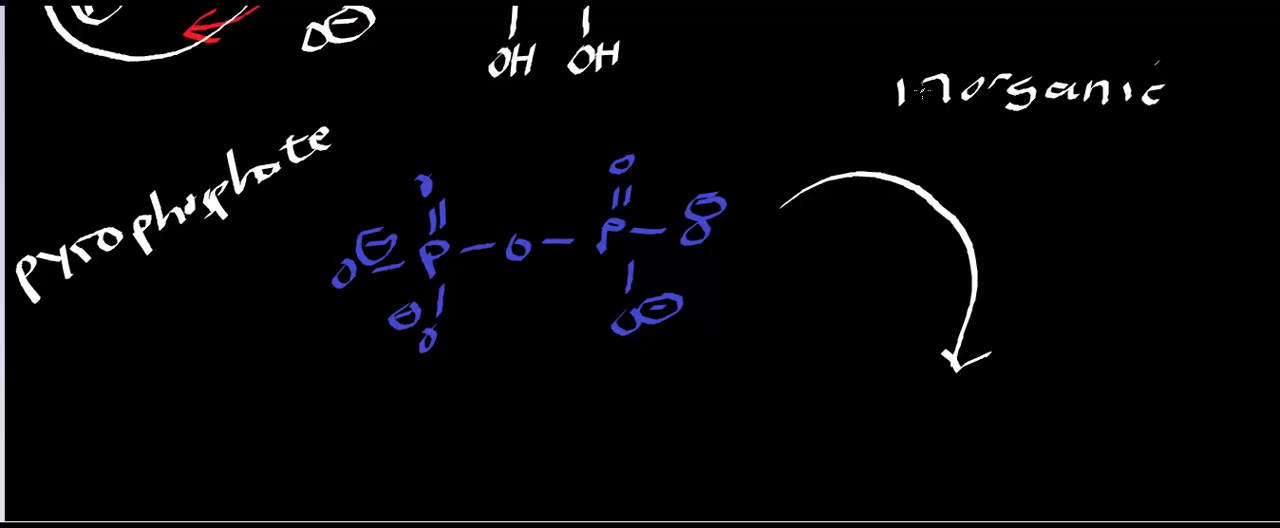 O⊖
OH OH
inorganic
pyrophosphate
O O
O⊖ P O P O⊖
⊖ O⊖
O